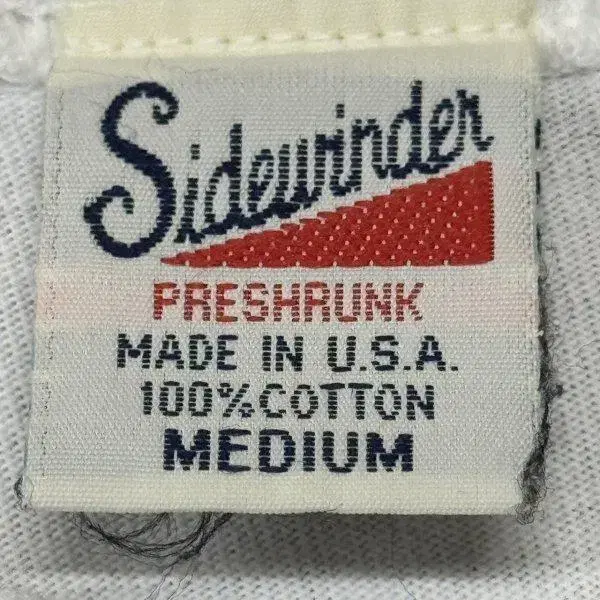 Sidewinder
PRESHRUNK
MADE IN U.S.A.
100% COTTON
MEDIUM